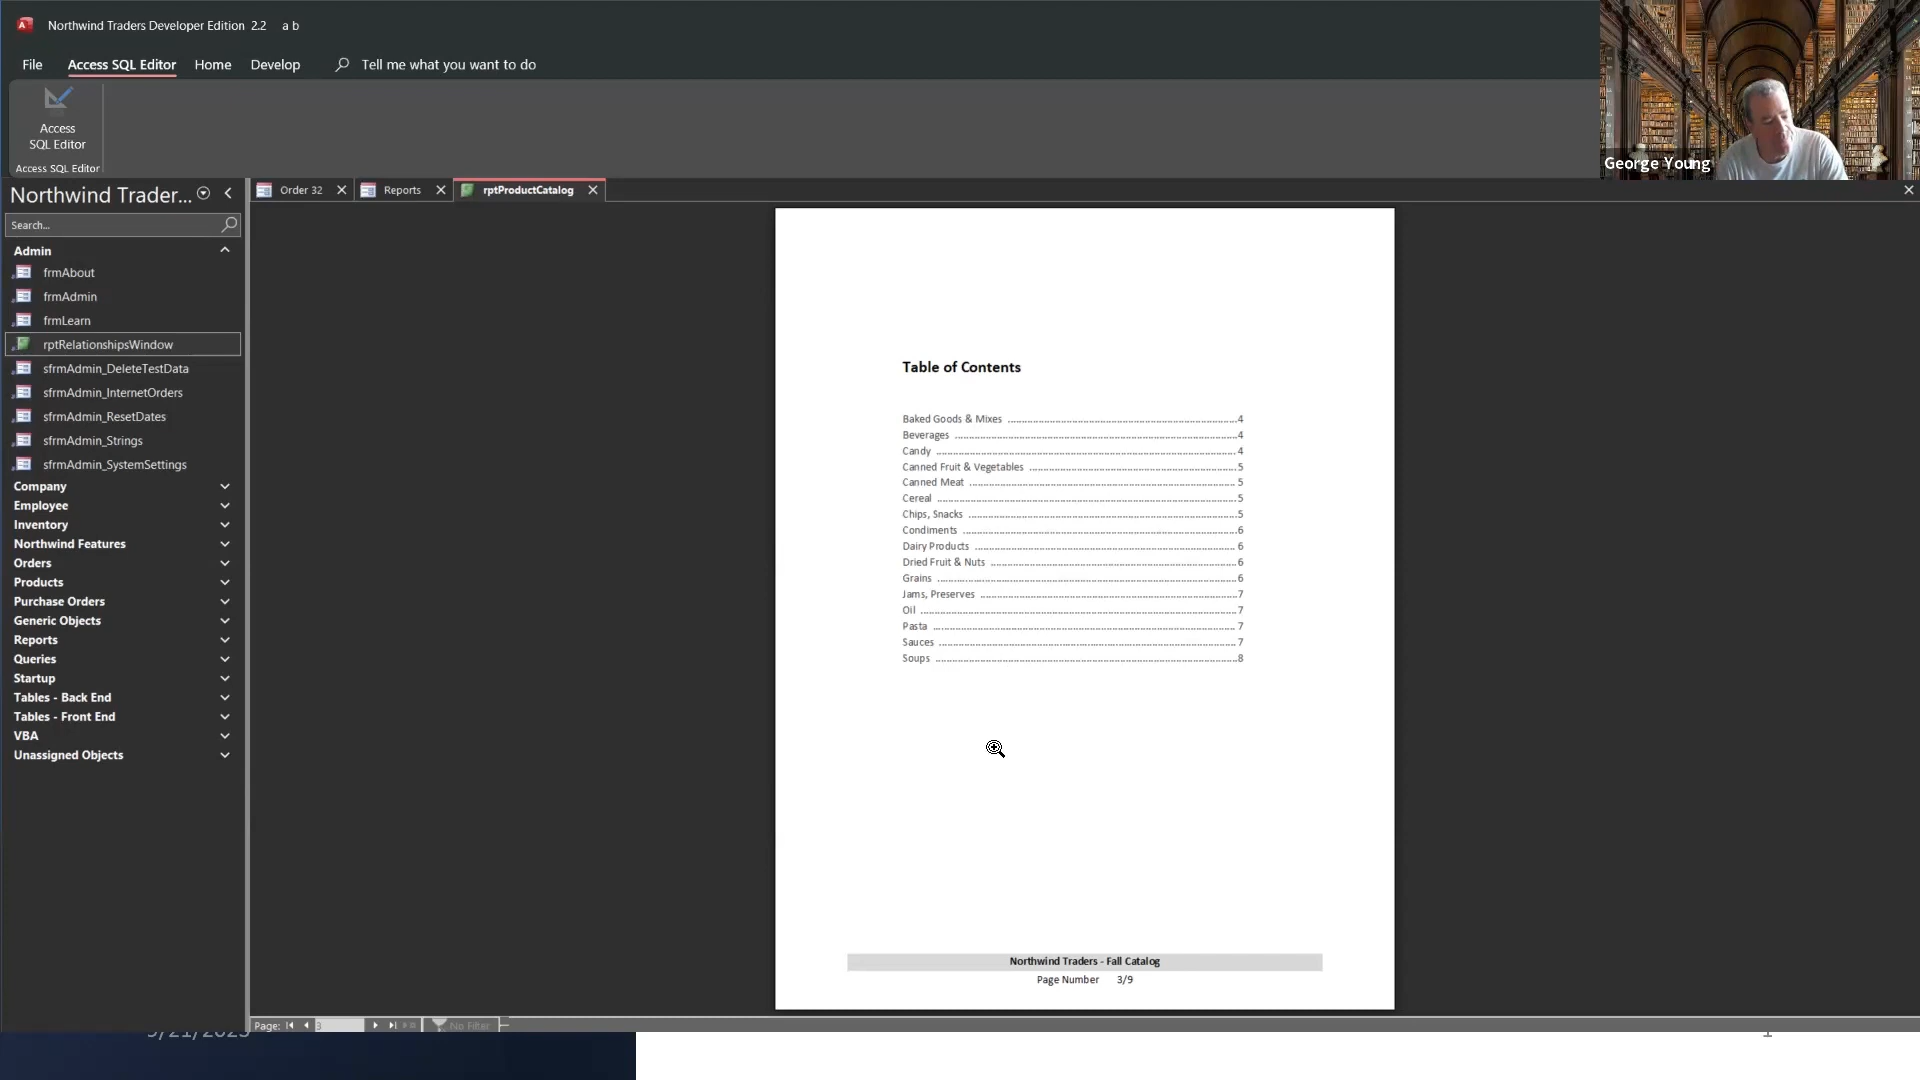 Northwind Traders Developer Edition 2.2 a b
File Access SQL Editor Home Develop Tell me what you want to do
Access
SQL Editor
Access SQL Editor
George Young
Northwind Trader...
Order 32 Reports rptProductCatalog
Search...
Admin
frmAbout
frmAdmin
frmLearn
rptRelationshipsWindow
sfrmAdmin_DeleteTestData
sfrmAdmin_InternetOrders
sfrmAdmin_ResetDates
sfrmAdmin_Strings
sfrmAdmin_SystemSettings
Company
Employee
Inventory
Northwind Features
Orders
Products
Purchase Orders
Generic Objects
Reports
Queries
Startup
Tables - Back End
Tables - Front End
VBA
Unassigned Objects
Table of Contents
Baked Goods & Mixes 4
Beverages 4
Candy 4
Canned Fruit & Vegetables 5
Canned Meat 5
Cereal 5
Chips, Snacks 5
Condiments 6
Dairy Products 6
Dried Fruit & Nuts 6
Grains 6
Jams, Preserves 7
Oil 7
Pasta 7
Sauces 7
Soups 8
Northwind Traders - Fall Catalog
Page Number 3/9
Page: 3 No Filter